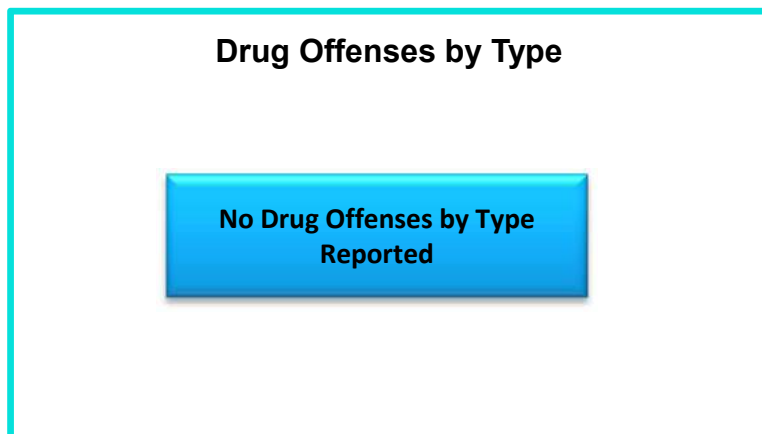 Drug Offenses by Type
No Drug Offenses by Type
Reported